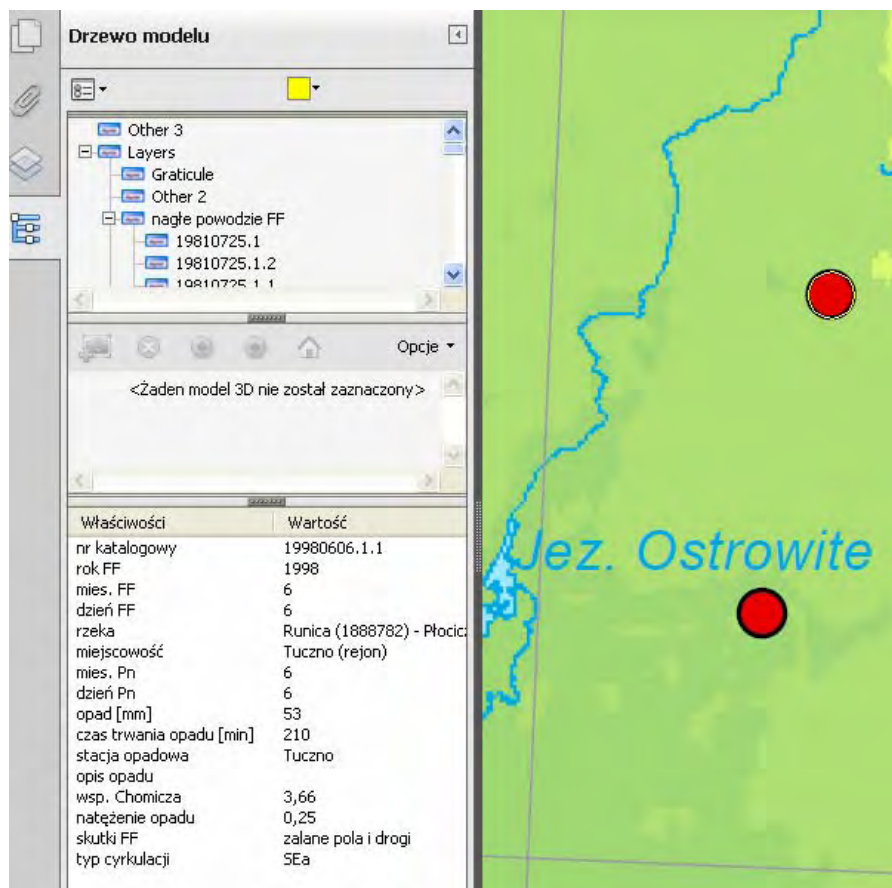 Drzewo modelu
Other 3
Layers
Graticule
Other 2
nagłe powodzie FF
19810725.1
19810725.1.2
19810725.1.1
Opcje
<Żaden model 3D nie został zaznaczony>
Właściwości Wartość
nr katalogowy 19980606.1.1
rok FF 1998
mies. FF 6
dzień FF 6
rzeka Runica (1888782) - Płocicz
miejscowość Tuczno (rejon)
mies. Pn 6
dzień Pn 6
opad [mm] 53
czas trwania opadu [min] 210
stacja opadowa Tuczno
opis opadu
wsp. Chomicza 3,66
natężenie opadu 0,25
skutki FF zalane pola i drogi
typ cyrkulacji SEa
Jez. Ostrowite